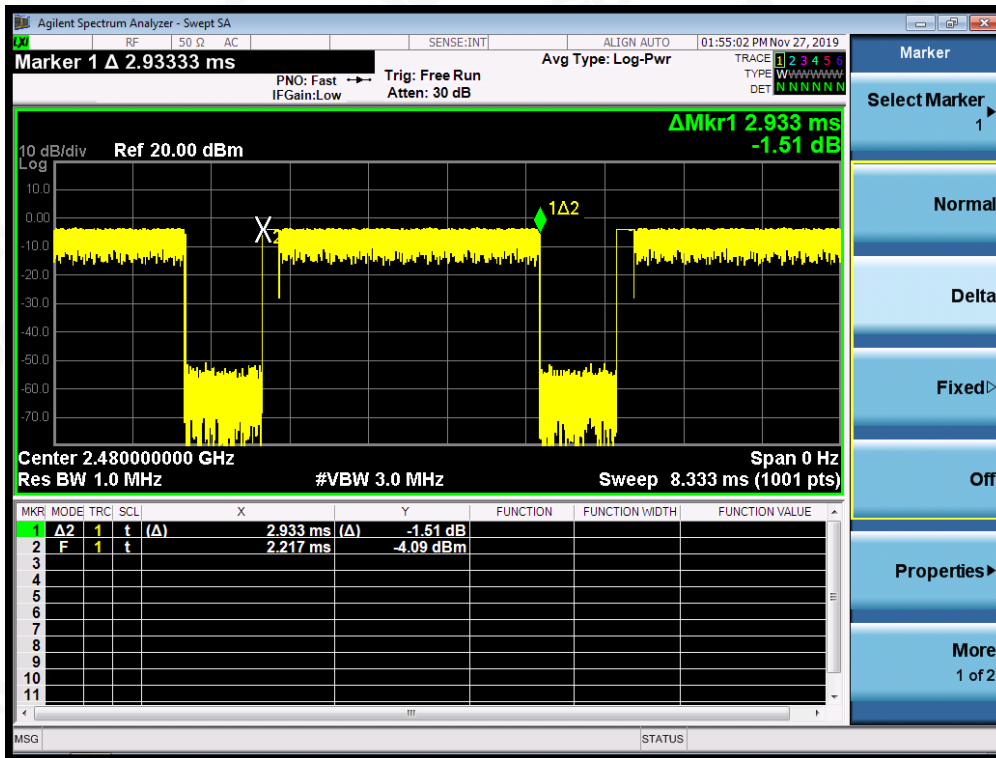 Agilent Spectrum Analyzer - Swept SA
LXI RF 50 Ω AC SENSE:INT ALIGN AUTO 01:55:02 PM Nov 27, 2019
Marker 1 Δ 2.93333 ms
PNO: Fast
IFGain:Low
Trig: Free Run
Atten: 30 dB
Avg Type: Log-Pwr
TRACE 1 2 3 4 5 6
TYPE WWWWWWW
DET N N N N N N
ΔMkr1 2.933 ms
-1.51 dB
10 dB/div Ref 20.00 dBm
Log
10.0
0.00
-10.0
-20.0
-30.0
-40.0
-50.0
-60.0
-70.0
X2
1Δ2
Center 2.480000000 GHz Span 0 Hz
Res BW 1.0 MHz #VBW 3.0 MHz Sweep 8.333 ms (1001 pts)
MKR MODE TRC SCL X Y FUNCTION FUNCTION WIDTH FUNCTION VALUE
1 Δ2 1 t (Δ) 2.933 ms (Δ) -1.51 dB
2 F 1 t 2.217 ms -4.09 dBm
3
4
5
6
7
8
9
10
11
MSG STATUS
Marker
Select Marker
1
Normal
Delta
Fixed
Off
Properties
More
1 of 2